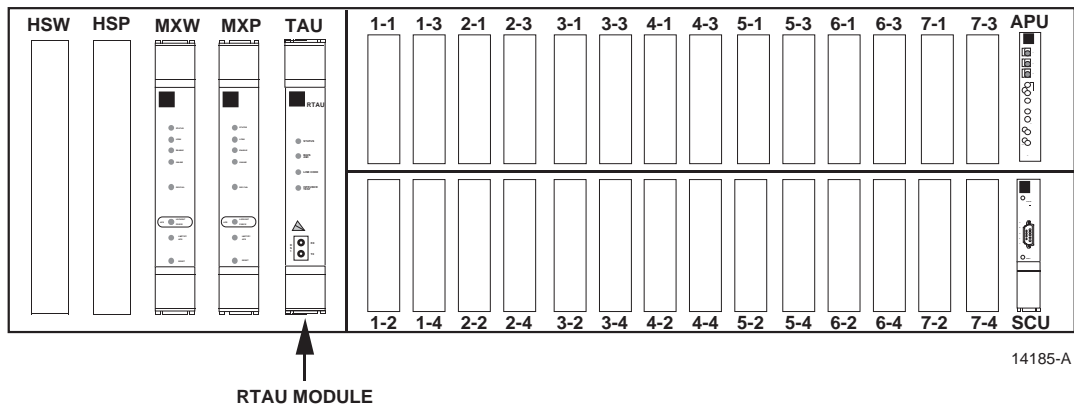 HSW HSP MXW MXP TAU 1-1 1-3 2-1 2-3 3-1 3-3 4-1 4-3 5-1 5-3 6-1 6-3 7-1 7-3 APU
RTAU
1-2 1-4 2-2 2-4 3-2 3-4 4-2 4-4 5-2 5-4 6-2 6-4 7-2 7-4 SCU
14185-A
RTAU MODULE